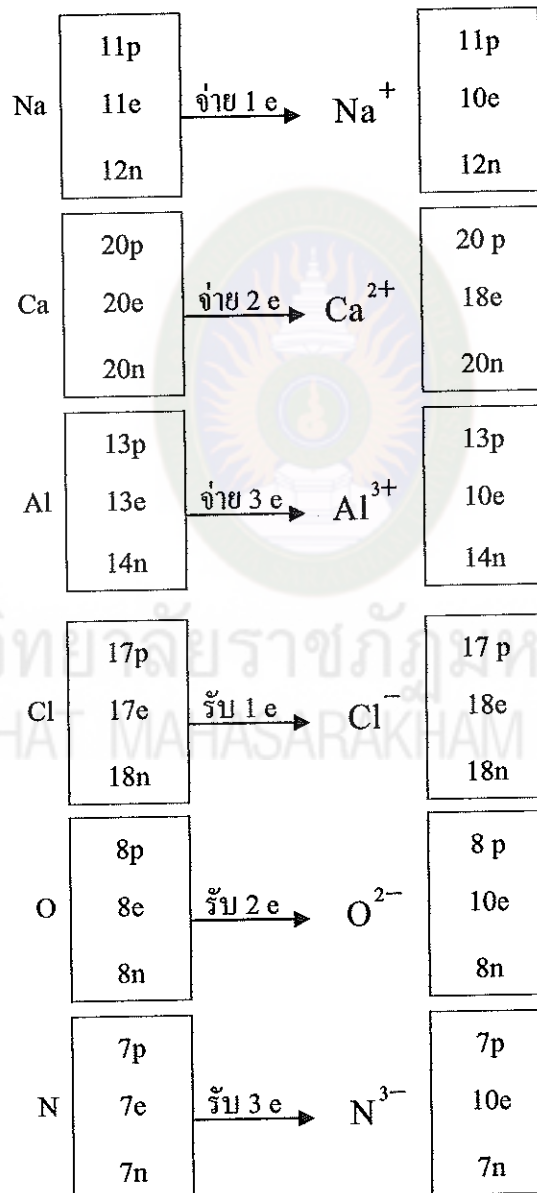 11p 11p
Na 11e จ่าย 1 e Na⁺ 10e
12n 12n
20p 20 p
Ca 20e จ่าย 2 e Ca²⁺ 18e
20n 20n
13p 13p
Al 13e จ่าย 3 e Al³⁺ 10e
14n 14n
17p 17 p
Cl 17e รับ 1 e Cl⁻ 18e
18n 18n
8p 8 p
O 8e รับ 2 e O²⁻ 10e
8n 8n
7p 7p
N 7e รับ 3 e N³⁻ 10e
7n 7n